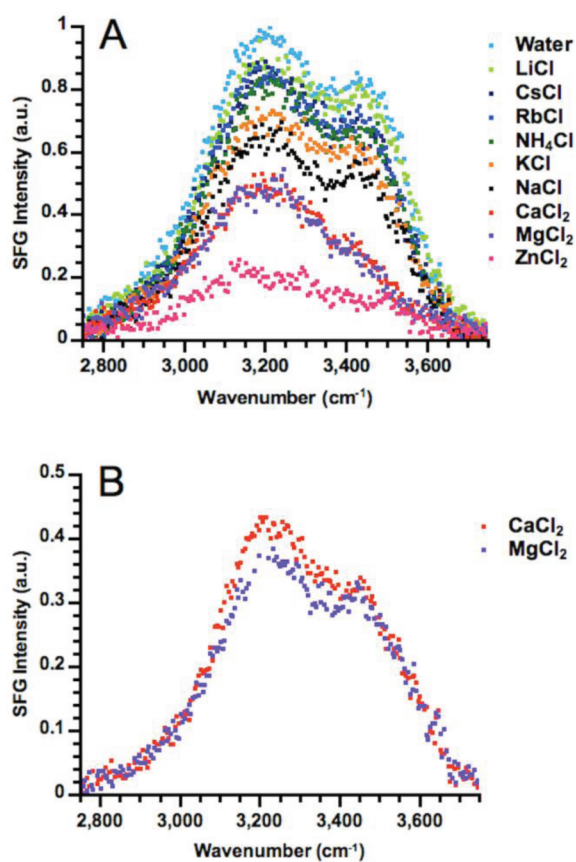 A
SFG Intensity (a.u.)
1
0.8
0.6
0.4
0.2
0
2,800 3,000 3,200 3,400 3,600
Wavenumber (cm⁻¹)
Water
LiCl
CsCl
RbCl
NH₄Cl
KCl
NaCl
CaCl₂
MgCl₂
ZnCl₂
B
SFG Intensity (a.u.)
0.5
0.4
0.3
0.2
0.1
0
2,800 3,000 3,200 3,400 3,600
Wavenumber (cm⁻¹)
CaCl₂
MgCl₂